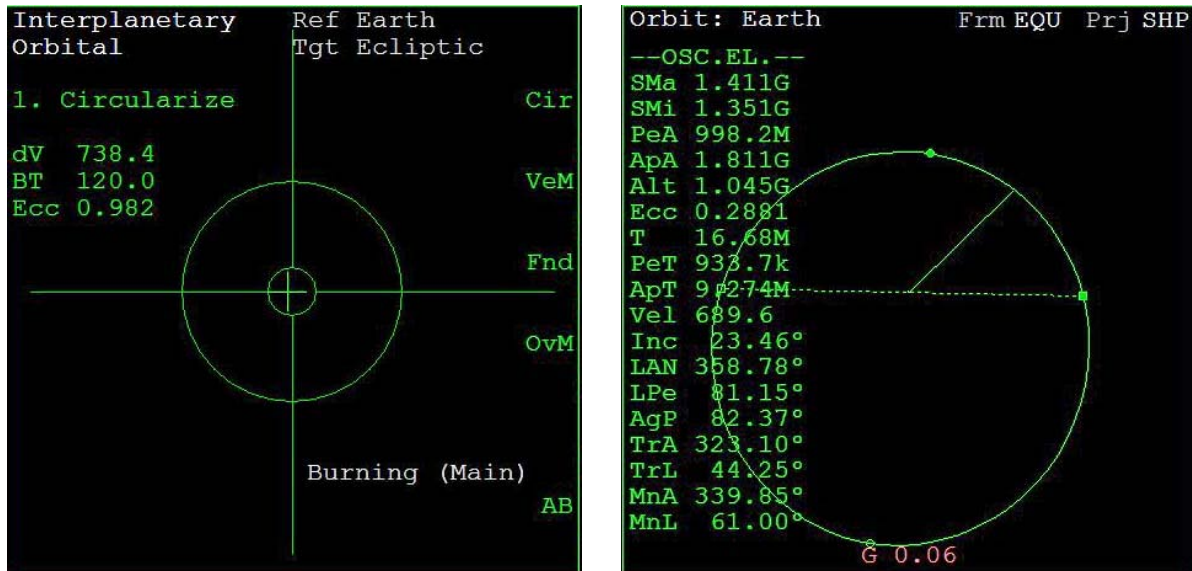 Interplanetary Ref Earth
Orbital Tgt Ecliptic
1. Circularize Cir
dV 738.4
BT 120.0 VeM
Ecc 0.982
Fnd
OvM
Burning (Main)
AB
Orbit: Earth Frm EQU Prj SHP
--OSC.EL.--
SMa 1.411G
SMi 1.351G
PeA 998.2M
ApA 1.811G
Alt 1.045G
Ecc 0.2881
T 16.68M
PeT 933.7k
ApT 9.274M
Vel 689.6
Inc 23.46°
LAN 358.78°
LPe 81.15°
AgP 82.37°
TrA 323.10°
TrL 44.25°
MnA 339.85°
MnL 61.00°
G 0.06